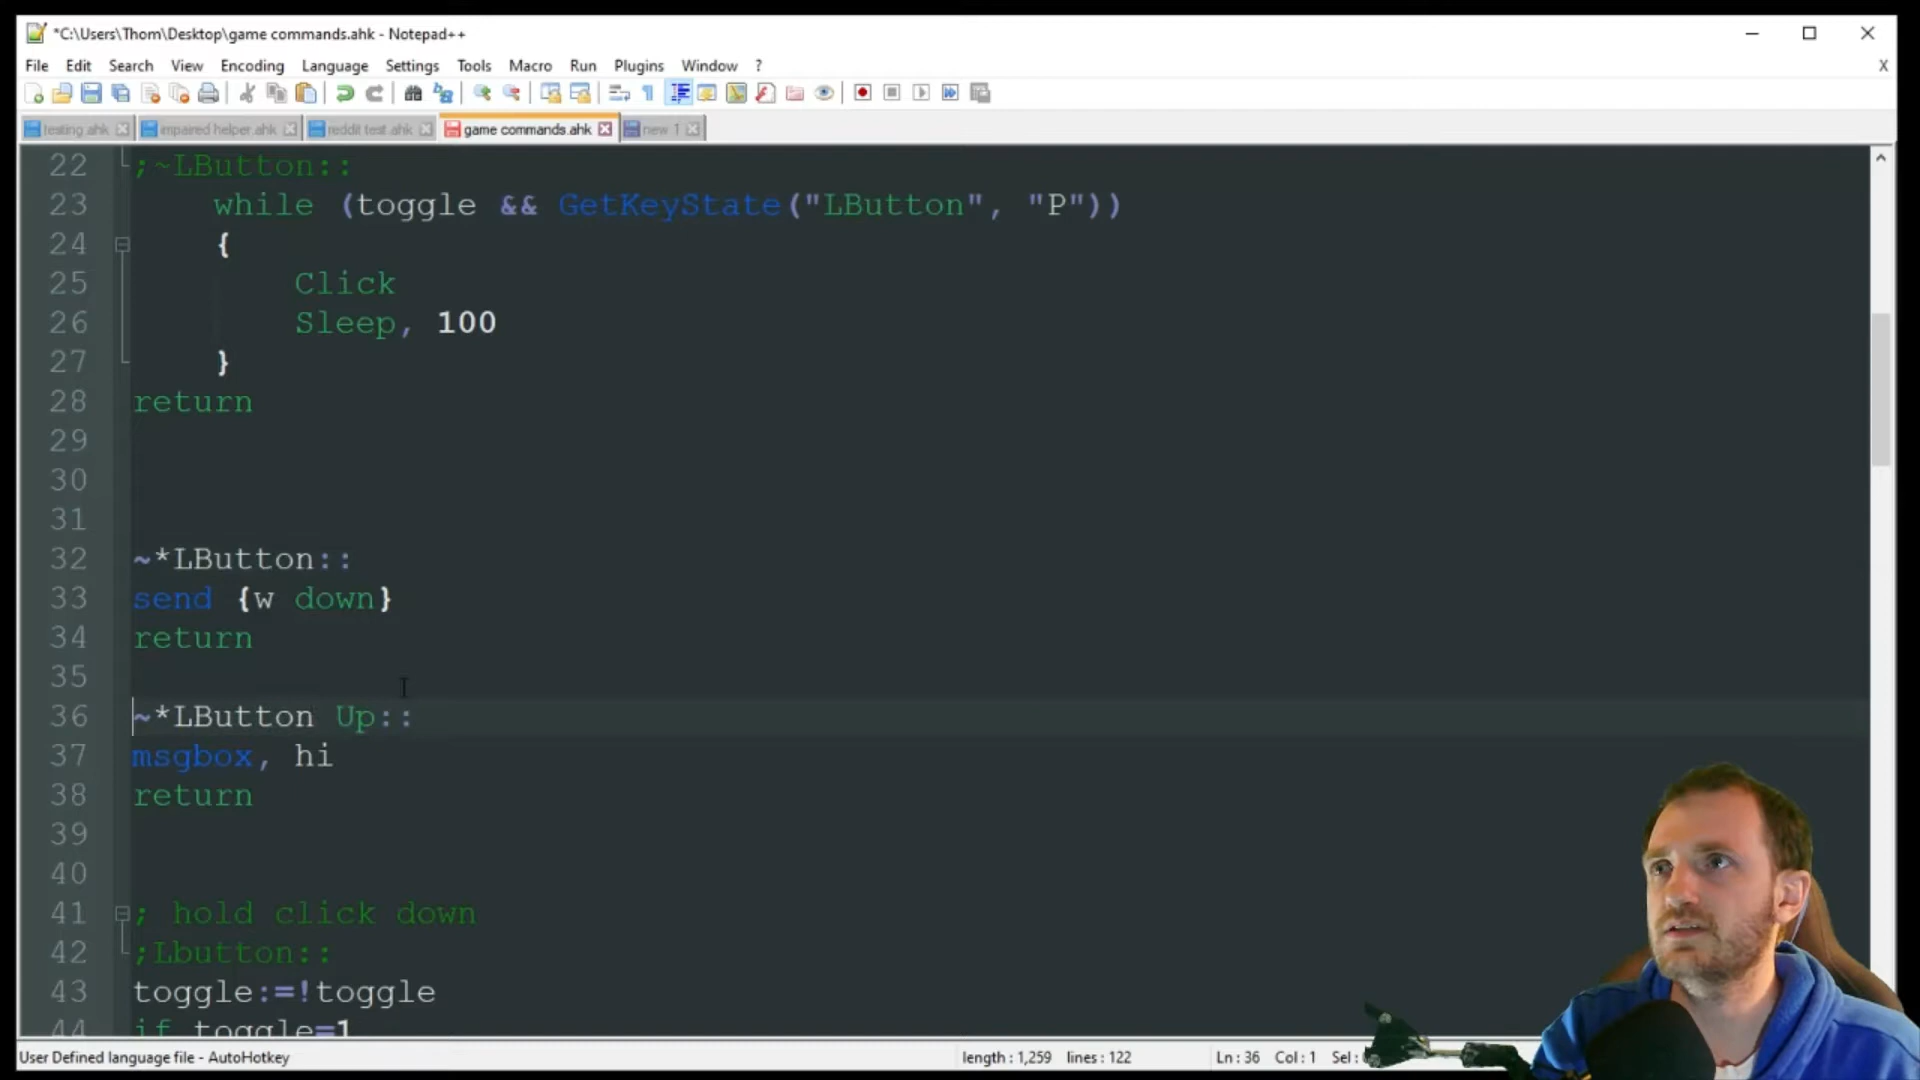 *C:\Users\Thom\Desktop\game commands.ahk - Notepad++
File Edit Search View Encoding Language Settings Tools Macro Run Plugins Window ? X
testing.ahk impaired helper.ahk reddit test.ahk game commands.ahk new 1
22 ;~LButton::
23 while (toggle && GetKeyState("LButton", "P"))
24 {
25 Click
26 Sleep, 100
27 }
28 return
29
30
31
32 ~*LButton::
33 send {w down}
34 return
35
36 ~*LButton Up::
37 msgbox, hi
38 return
39
40
41 ; hold click down
42 ;Lbutton::
43 toggle:=!toggle
44 if toggle=1
User Defined language file - AutoHotkey length : 1,259 lines : 122 Ln : 36 Col : 1 Sel :